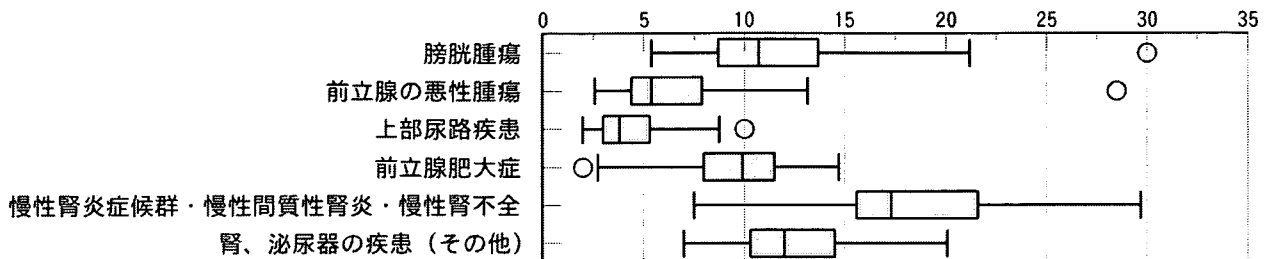 0 5 10 15 20 25 30 35
膀胱腫瘍
前立腺の悪性腫瘍
上部尿路疾患
前立腺肥大症
慢性腎炎症候群・慢性間質性腎炎・慢性腎不全
腎、泌尿器の疾患（その他）